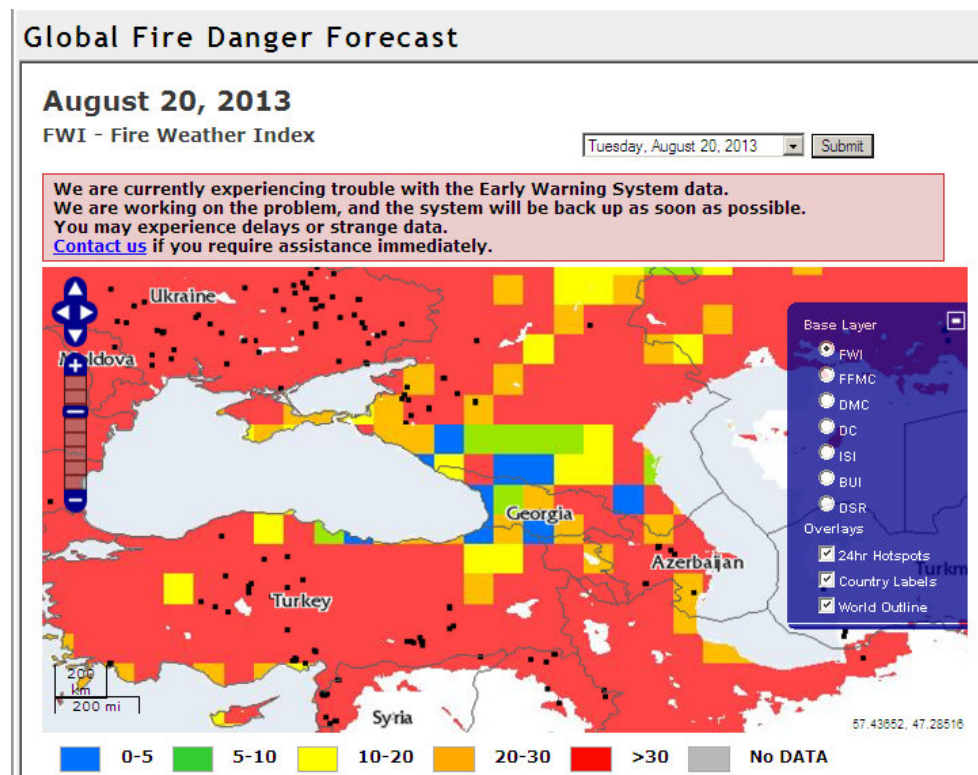 Global Fire Danger Forecast
August 20, 2013
FWI - Fire Weather Index
Tuesday, August 20, 2013
Submit
We are currently experiencing trouble with the Early Warning System data.
We are working on the problem, and the system will be back up as soon as possible.
You may experience delays or strange data.
Contact us if you require assistance immediately.
Ukraine
Moldova
Georgia
Azerbaijan
Turkey
Syria
Turkm
Base Layer
FWI
FFMC
DMC
DC
ISI
BUI
DSR
Overlays
24hr Hotspots
Country Labels
World Outline
200
km
200 mi
57.43652, 47.28516
0-5
5-10
10-20
20-30
>30
No DATA